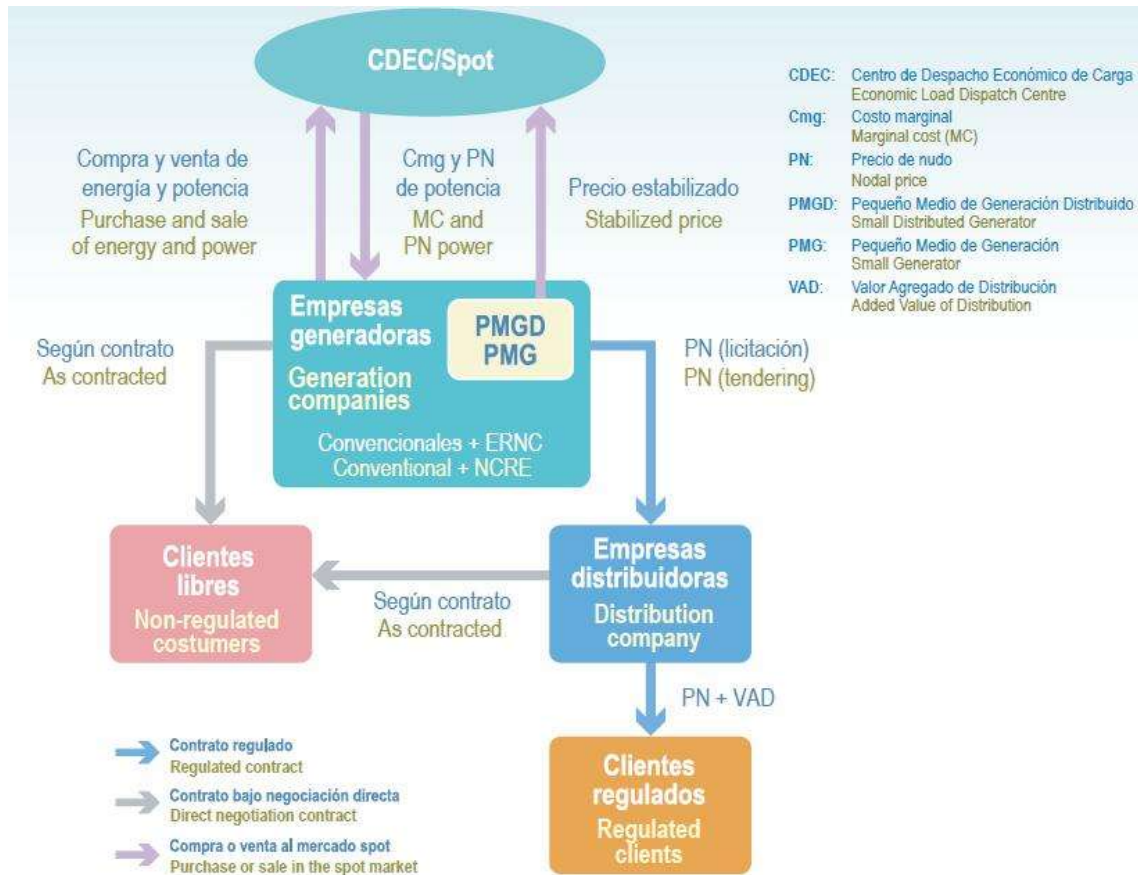 CDEC/Spot
CDEC: Centro de Despacho Económico de Carga
Economic Load Dispatch Centre
Cmg: Costo marginal
Marginal cost (MC)
PN: Precio de nudo
Nodal price
PMGD: Pequeño Medio de Generación Distribuido
Small Distributed Generator
PMG: Pequeño Medio de Generación
Small Generator
VAD: Valor Agregado de Distribución
Added Value of Distribution
Compra y venta de
energía y potencia
Purchase and sale
of energy and power
Cmg y PN
de potencia
MC and
PN power
Precio estabilizado
Stabilized price
Empresas
generadoras
Generation
companies
PMGD
PMG
Convencionales + ERNC
Conventional + NCRE
Según contrato
As contracted
PN (licitación)
PN (tendering)
Clientes
libres
Non-regulated
costumers
Según contrato
As contracted
Empresas
distribuidoras
Distribution
company
PN + VAD
Clientes
regulados
Regulated
clients
Contrato regulado
Regulated contract
Contrato bajo negociación directa
Direct negotiation contract
Compra o venta al mercado spot
Purchase or sale in the spot market